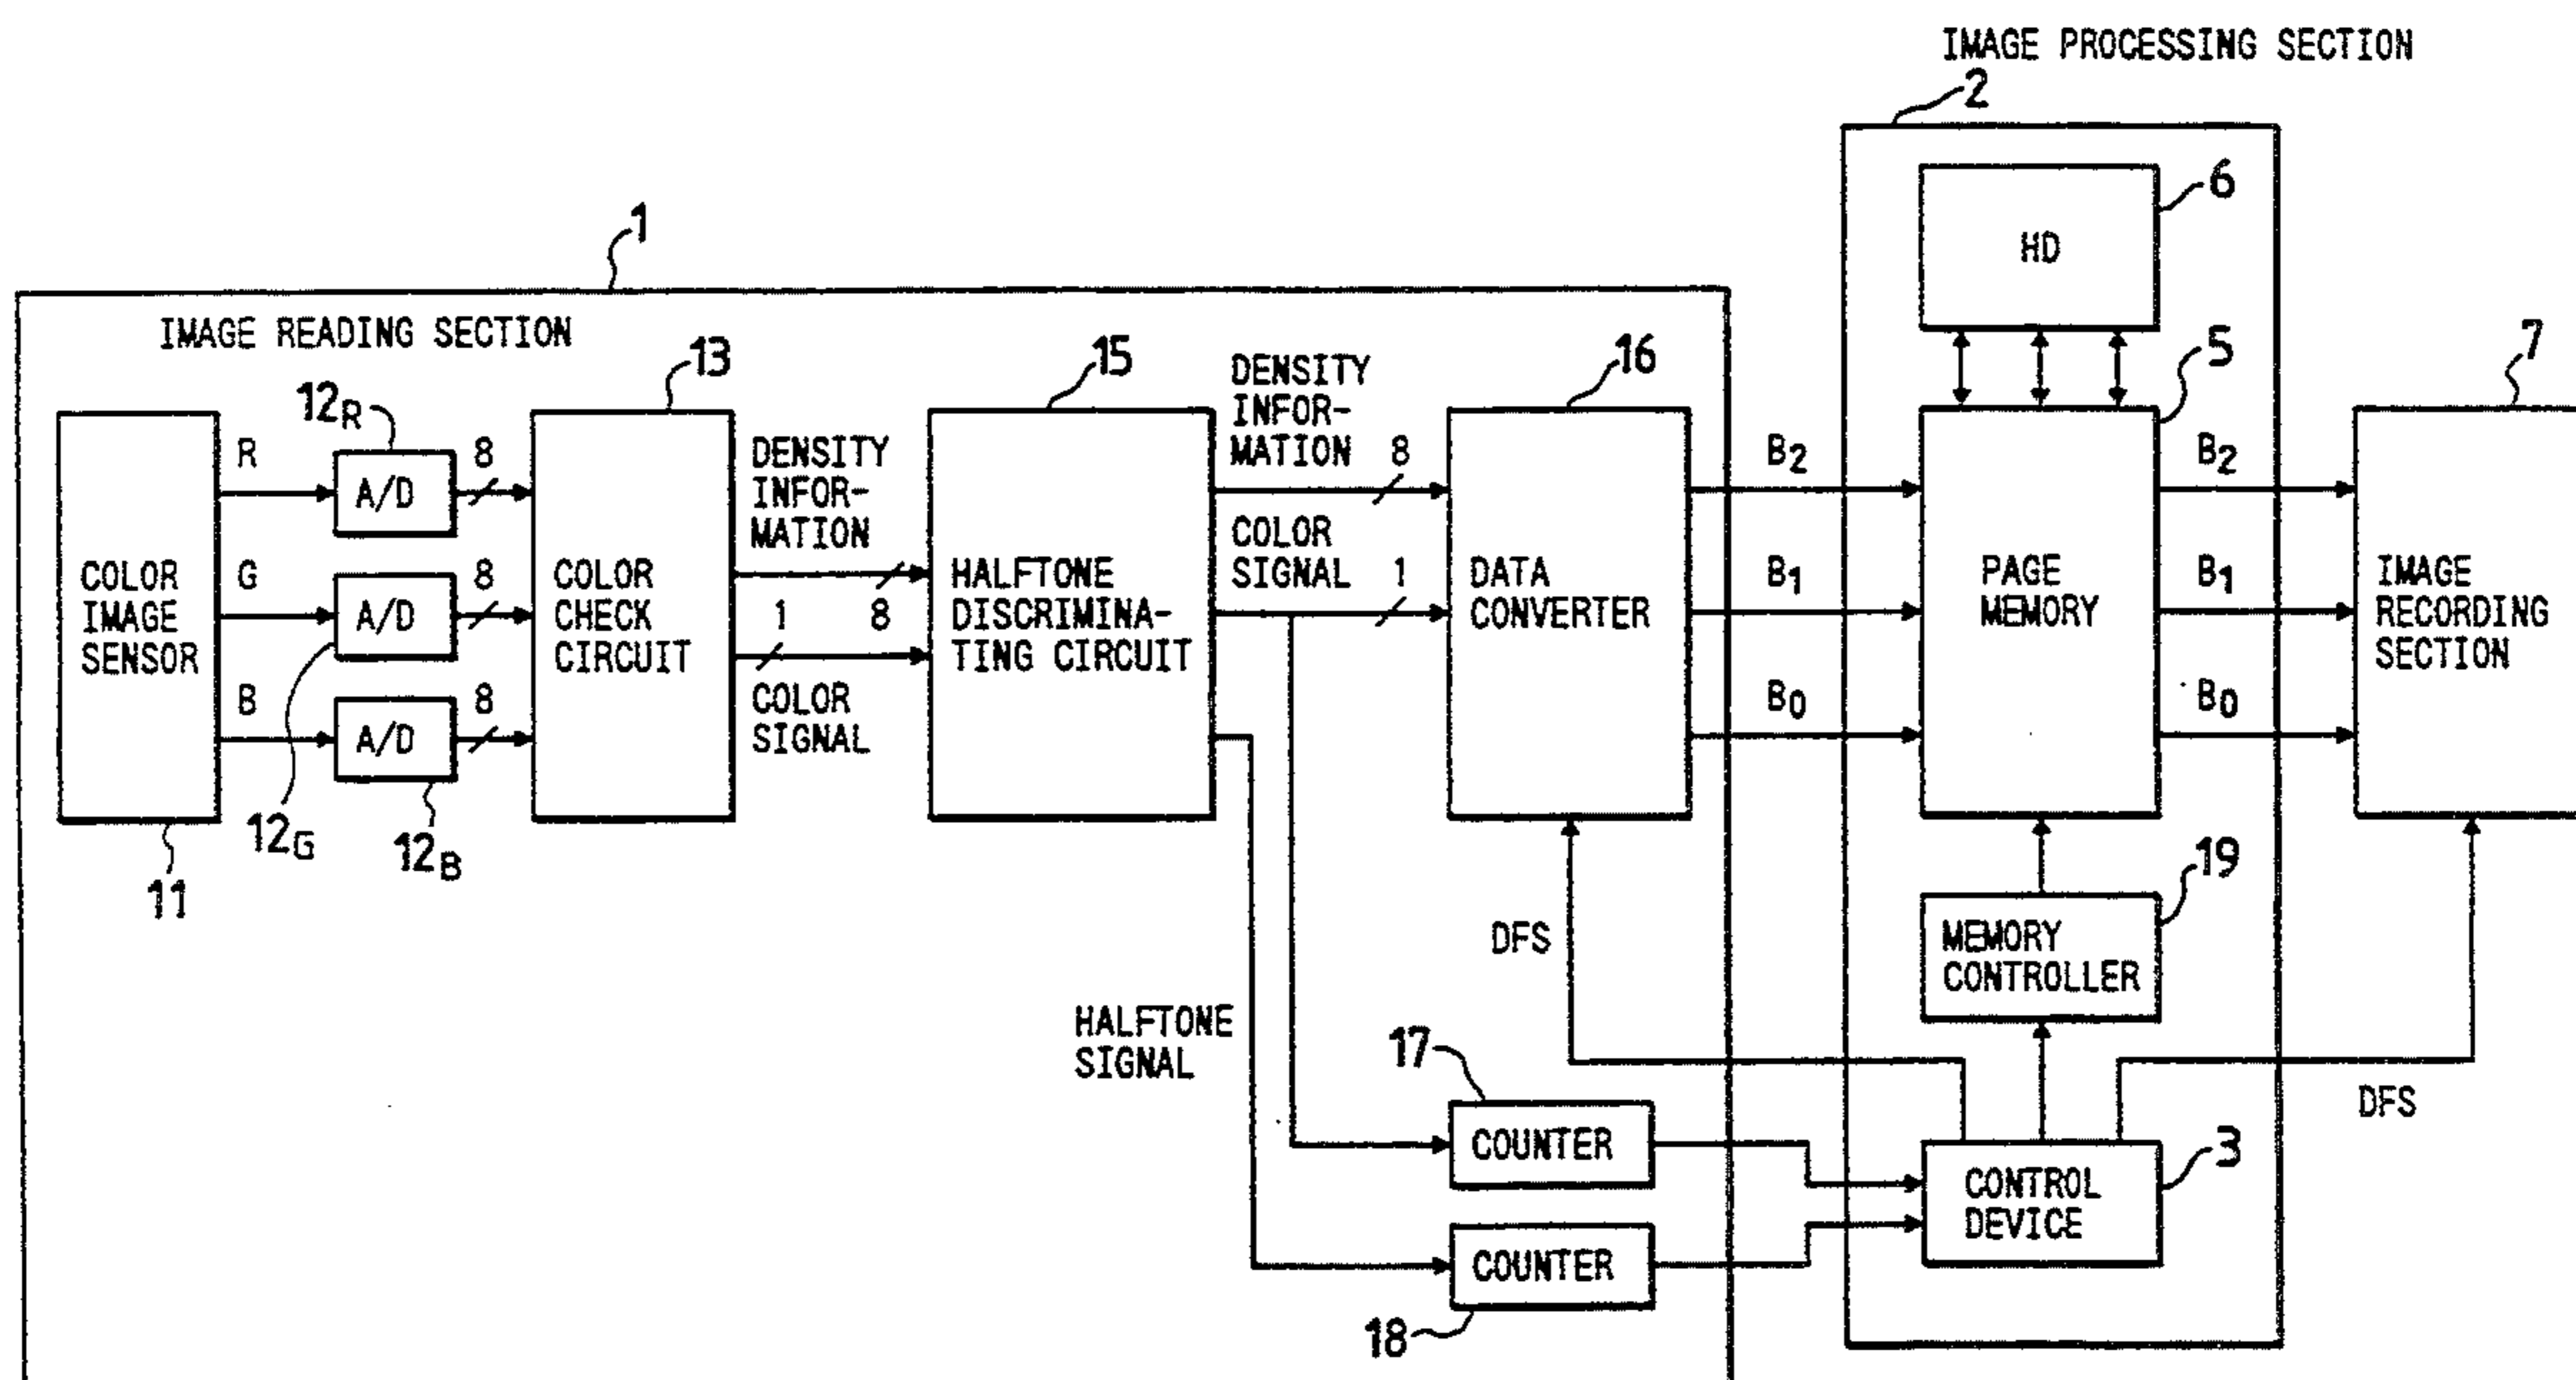 IMAGE PROCESSING SECTION
2
6
HD
1
IMAGE READING SECTION
13
15
16
5
7
12R
DENSITY
INFOR-
MATION
8
R
A/D
8
DENSITY
INFOR-
MATION
B2
B2
COLOR
IMAGE
SENSOR
G
A/D
8
COLOR
CHECK
CIRCUIT
8
1
HALFTONE
DISCRIMINA-
TING CIRCUIT
COLOR
SIGNAL
1
DATA
CONVERTER
B1
PAGE
MEMORY
B1
IMAGE
RECORDING
SECTION
B
A/D
8
COLOR
SIGNAL
B0
B0
12G
12B
11
19
DFS
MEMORY
CONTROLLER
HALFTONE
SIGNAL
17
COUNTER
DFS
3
CONTROL
DEVICE
COUNTER
18